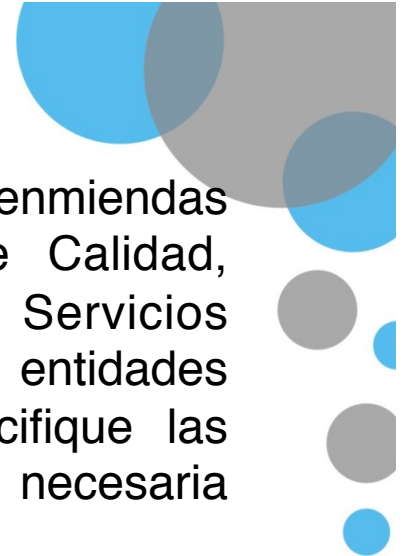 enmiendas
e Calidad,
Servicios
entidades
cifique las
necesaria